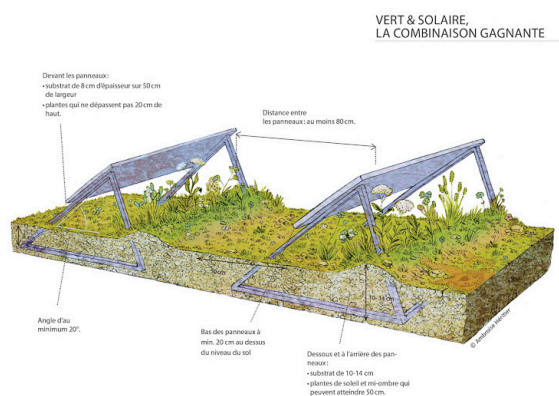 VERT & SOLAIRE,
LA COMBINAISON GAGNANTE
Devant les panneaux :
• substrat de 8 cm d'épaisseur sur 50 cm
de largeur
• plantes qui ne dépassent pas 20 cm de
haut.
Distance entre
les panneaux : au moins 80 cm.
50cm
10-14 cm
Angle d'au
minimum 20°.
Bas des panneaux à
min. 20 cm au dessus
du niveau du sol
Dessous et à l'arrière des pan-
neaux :
• substrat de 10-14 cm
• plantes de soleil et mi-ombre qui
peuvent atteindre 50 cm.
© Ambroise Héritier